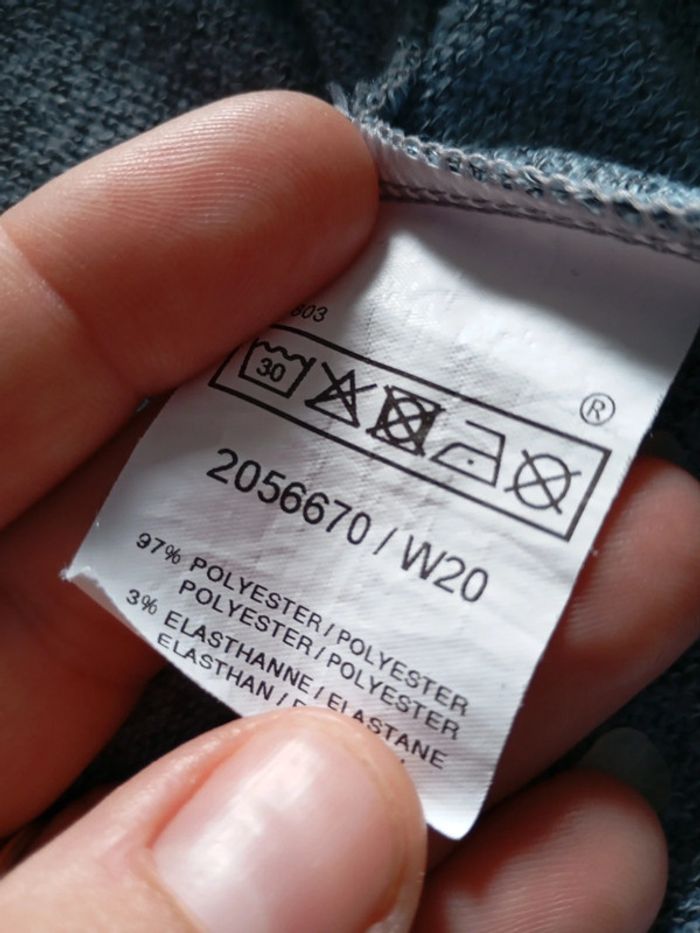 803
30
®
2056670 / W20
97% POLYESTER / POLYESTER
POLYESTER / POLYESTER
3% ELASTHANNE / ELASTANE
ELASTHAN /